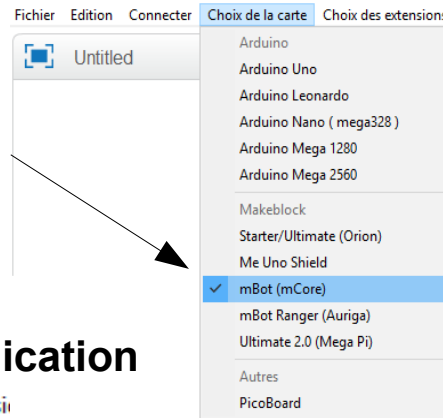 Fichier Edition Connecter Choix de la carte Choix des extensions
Untitled
Arduino
Arduino Uno
Arduino Leonardo
Arduino Nano ( mega328 )
Arduino Mega 1280
Arduino Mega 2560
Makeblock
Starter/Ultimate (Orion)
Me Uno Shield
mBot (mCore)
mBot Ranger (Auriga)
Ultimate 2.0 (Mega Pi)
Autres
PicoBoard
ication